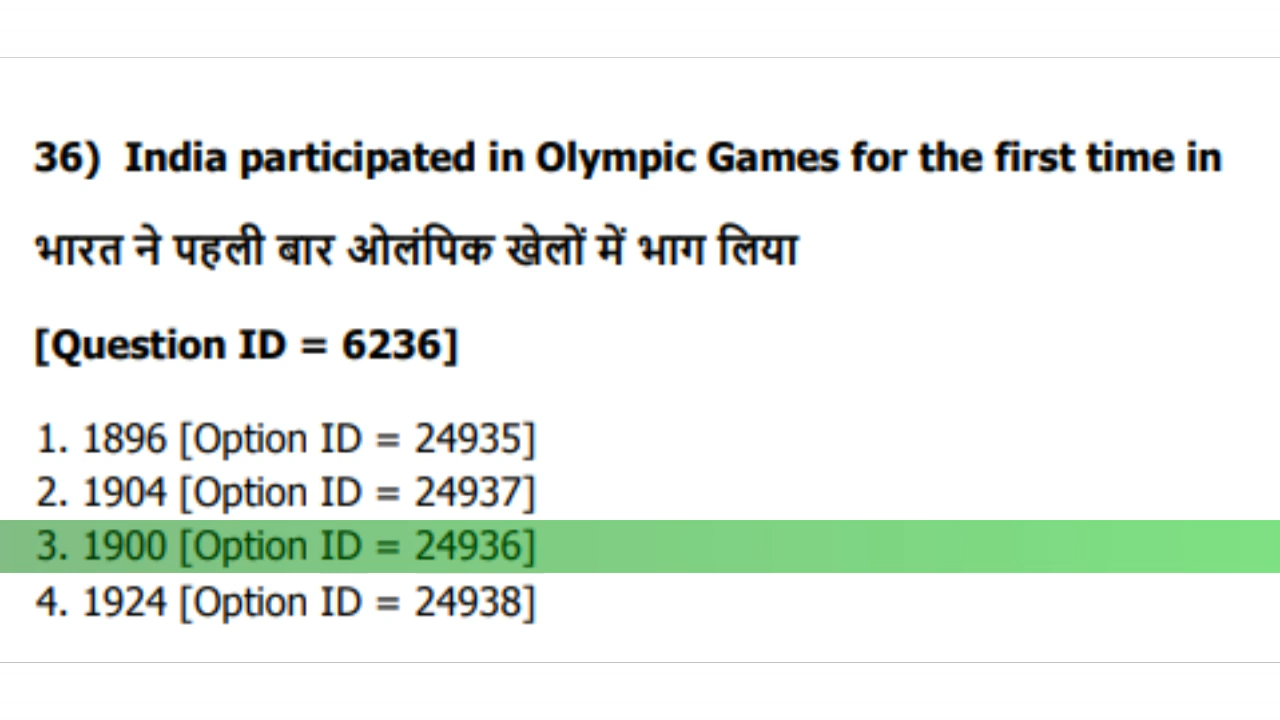 36) India participated in Olympic Games for the first time in
भारत ने पहली बार ओलंपिक खेलों में भाग लिया
[Question ID = 6236]
1. 1896 [Option ID = 24935]
2. 1904 [Option ID = 24937]
3. 1900 [Option ID = 24936]
4. 1924 [Option ID = 24938]